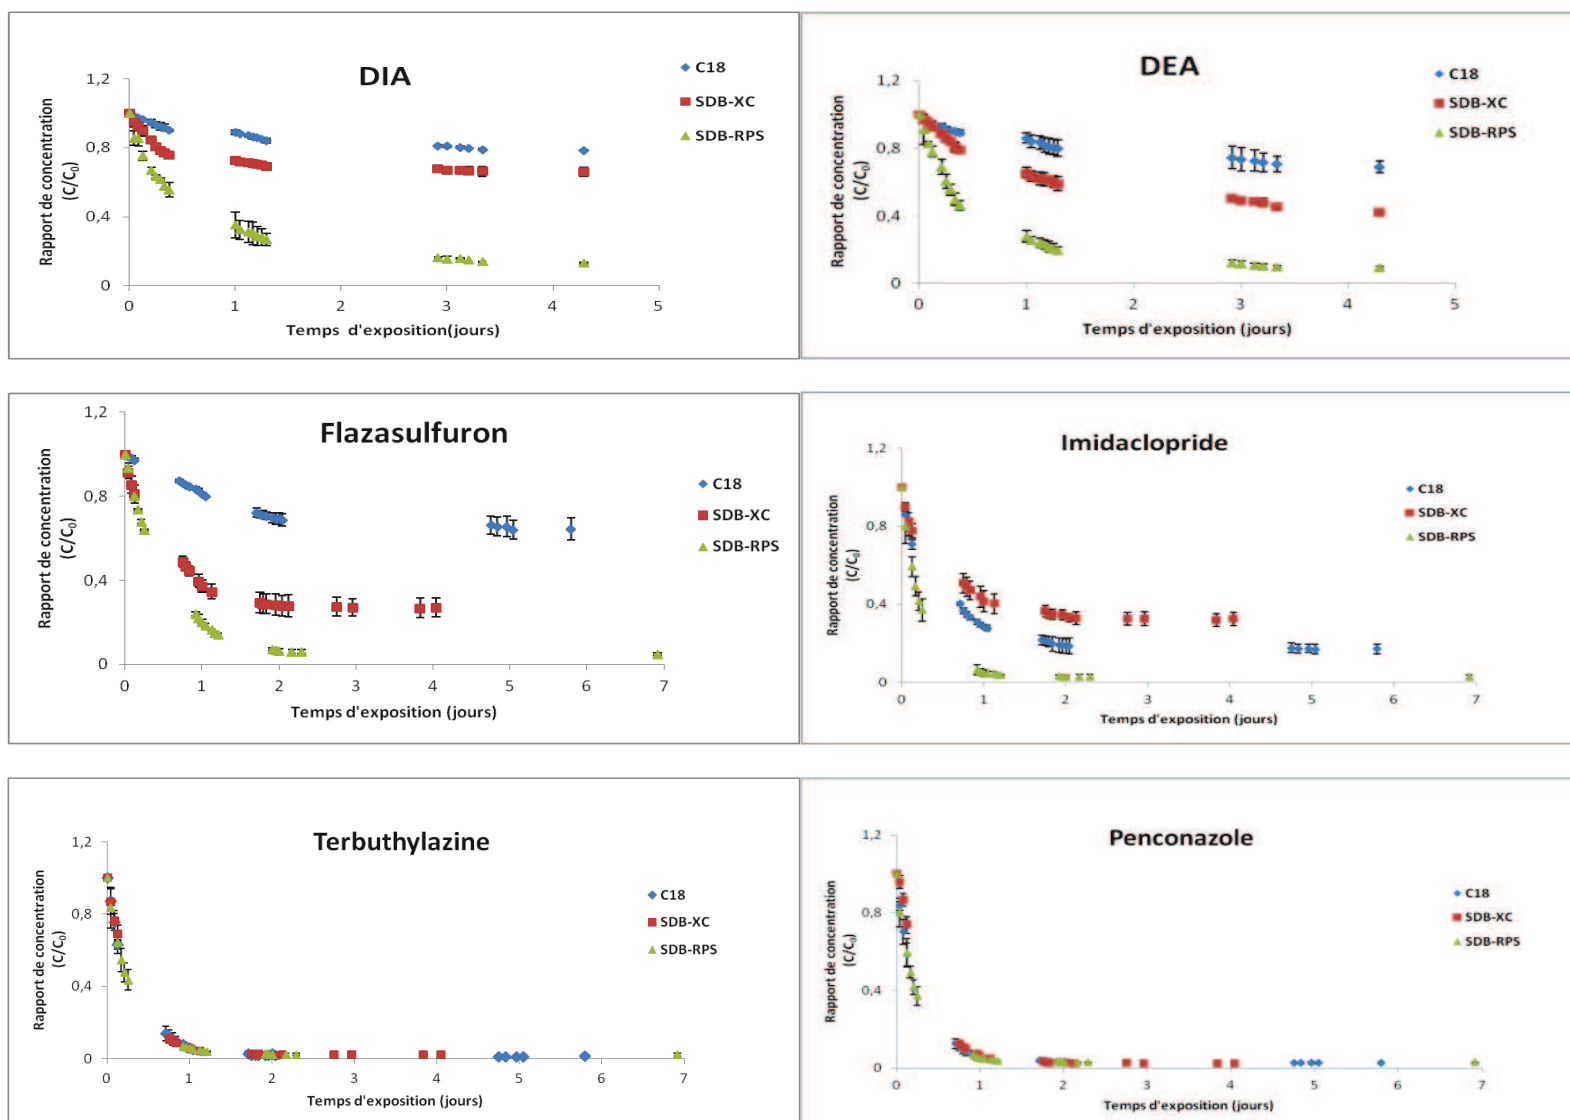 DIA
C18
SDB-XC
SDB-RPS
Rapport de concentration
(C/C₀)
1,2
0,8
0,4
0
0 1 2 3 4 5
Temps d'exposition(jours)
DEA
C18
SDB-XC
SDB-RPS
Rapport de concentration
(C/C₀)
1,2
0,8
0,4
0
0 1 2 3 4 5
Temps d'exposition (jours)
Flazasulfuron
C18
SDB-XC
SDB-RPS
Rapport de concentration
(C/C₀)
1,2
0,8
0,4
0
0 1 2 3 4 5 6 7
Temps d'exposition (jours)
Imidaclopride
C18
SDB-XC
SDB-RPS
Rapport de concentration
(C/C₀)
1,2
0,8
0,4
0
0 1 2 3 4 5 6 7
Temps d'exposition (jours)
Terbuthylazine
C18
SDB-XC
SDB-RPS
Rapport de concentration
(C/C₀)
1,2
0,8
0,4
0
0 1 2 3 4 5 6 7
Temps d'exposition (jours)
Penconazole
C18
SDB-XC
SDB-RPS
Rapport de concentration
(C/C₀)
1,2
0,8
0,4
0
0 1 2 3 4 5 6 7
Temps d'exposition (jours)